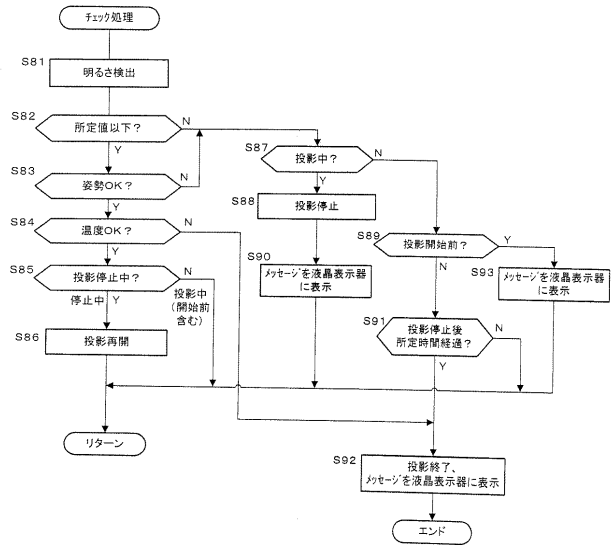 チェック処理
S81
明るさ検出
S82
所定値以下？
N
Y
S83
姿勢OK？
N
Y
S84
温度OK？
N
Y
S85
投影停止中？
N
停止中
Y
投影中
(開始前
含む)
S86
投影再開
リターン
S87
投影中？
N
Y
S88
投影停止
S90
メッセージを液晶表示器
に表示
S89
投影開始前？
Y
N
S93
メッセージを液晶表示器
に表示
S91
投影停止後
所定時間経過？
N
Y
S92
投影終了、
メッセージを液晶表示器に表示
エンド